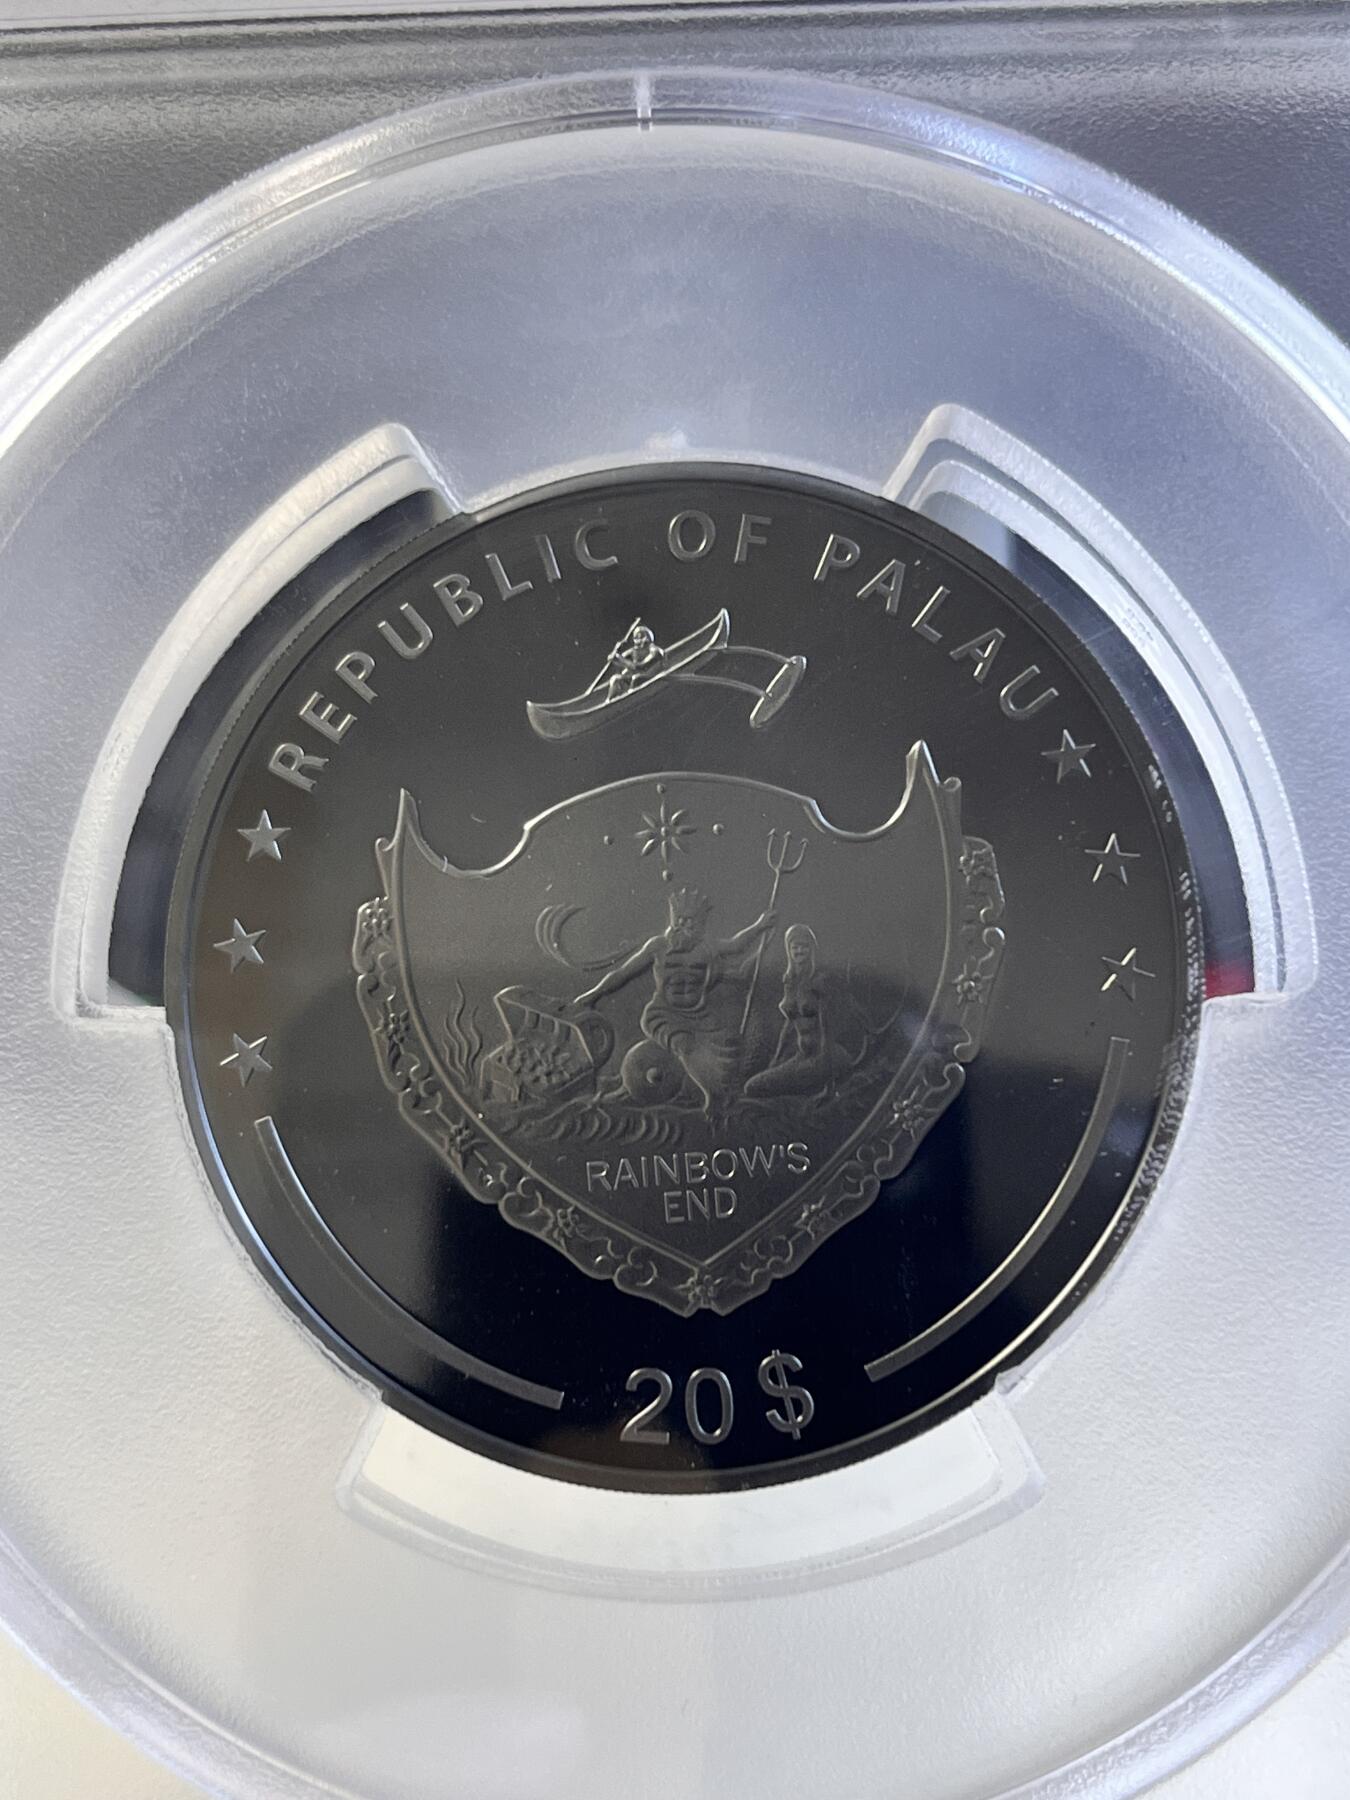 REPUBLIC OF PALAU
RAINBOW'S
END
20 $